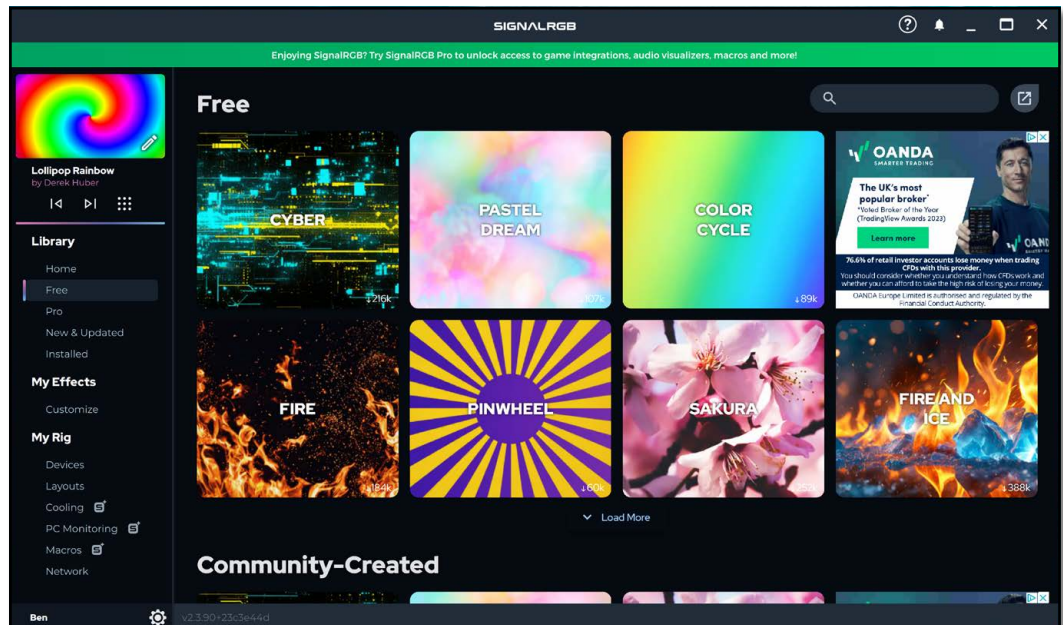 SIGNALRGB
Enjoying SignalRGB? Try SignalRGB Pro to unlock access to game integrations, audio visualizers, macros and more!
Lollipop Rainbow
by Derek Huber
Library
Home
Free
Pro
New & Updated
Installed
My Effects
Customize
My Rig
Devices
Layouts
Cooling
PC Monitoring
Macros
Network
Ben
Free
CYBER
↓216k
PASTEL
DREAM
↓107k
COLOR
CYCLE
↓89k
OANDA
SMARTER TRADING
The UK's most
popular broker*
*Voted Broker of the Year
(TradingView Awards 2023)
Learn more
OANDA
76.6% of retail investor accounts lose money when trading
CFDs with this provider.
You should consider whether you understand how CFDs work and
whether you can afford to take the high risk of losing your money.
OANDA Europe Limited is authorised and regulated by the
Financial Conduct Authority.
FIRE
↓184k
PINWHEEL
↓60k
SAKURA
FIRE AND
ICE
↓388k
Load More
Community-Created
v2.3.90+23c3e44d